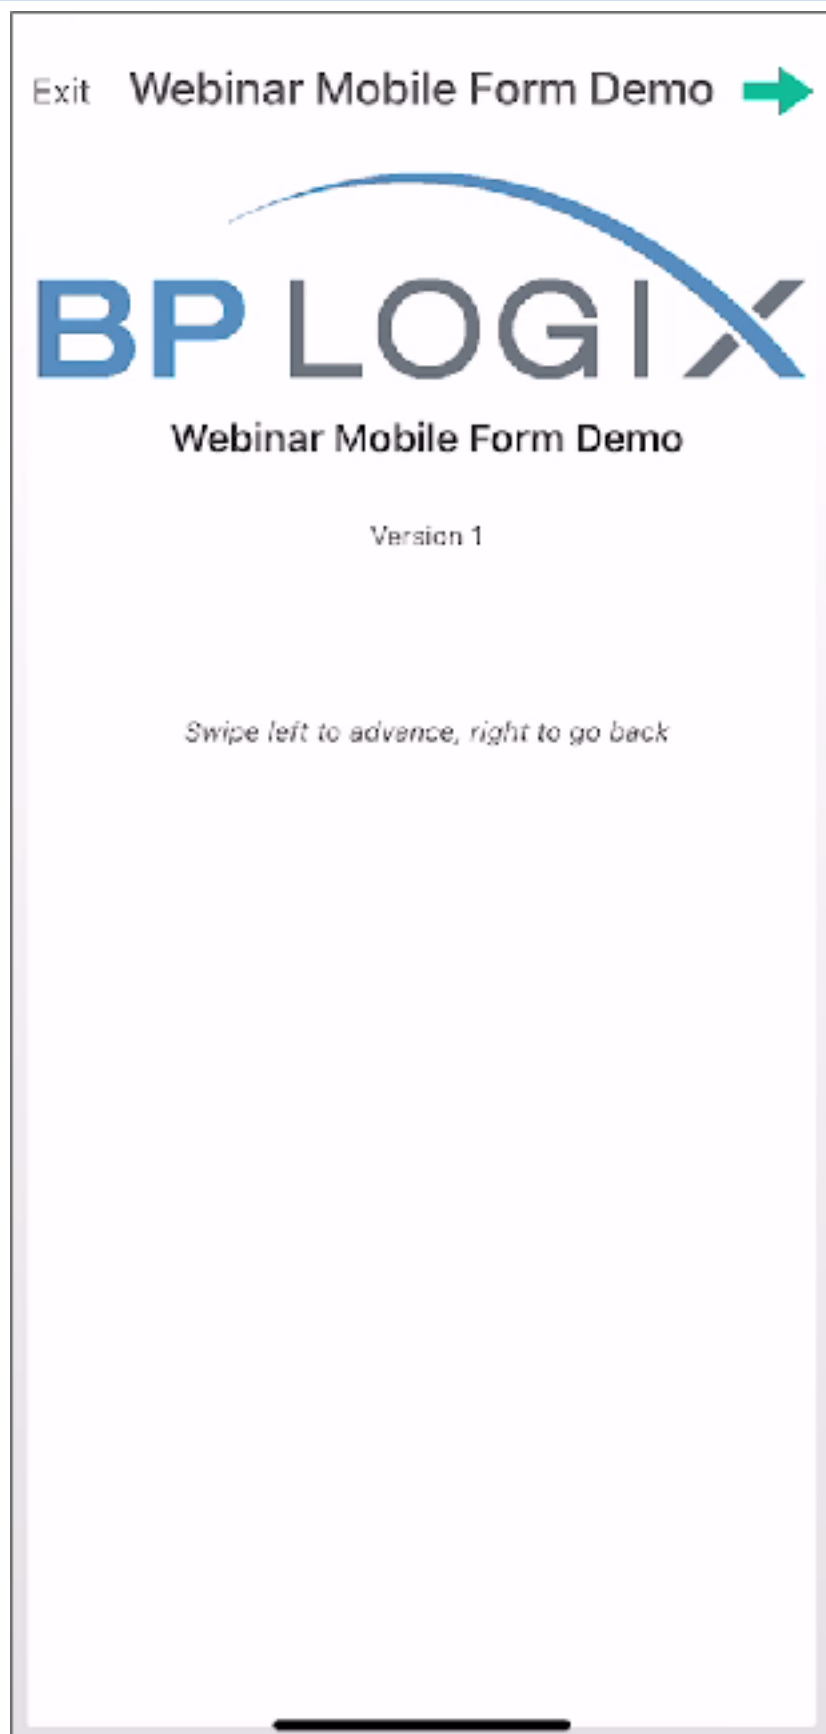 Exit Webinar Mobile Form Demo
BP LOGIX
Webinar Mobile Form Demo
Version 1
Swipe left to advance, right to go back